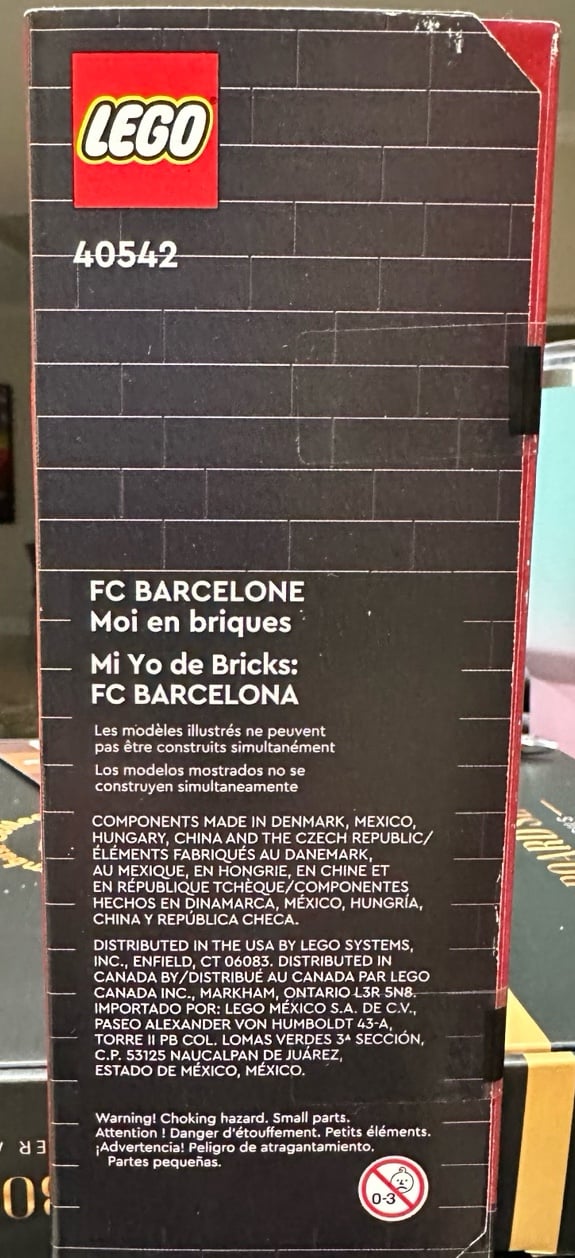 LEGO
40542
FC BARCELONE
Moi en briques
Mi Yo de Bricks:
FC BARCELONA
Les modèles illustrés ne peuvent
pas être construits simultanément
Los modelos mostrados no se
construyen simultaneamente
COMPONENTS MADE IN DENMARK, MEXICO,
HUNGARY, CHINA AND THE CZECH REPUBLIC/
ÉLÉMENTS FABRIQUÉS AU DANEMARK,
AU MEXIQUE, EN HONGRIE, EN CHINE ET
EN RÉPUBLIQUE TCHÈQUE/COMPONENTES
HECHOS EN DINAMARCA, MÉXICO, HUNGRÍA,
CHINA Y REPÚBLICA CHECA.
DISTRIBUTED IN THE USA BY LEGO SYSTEMS,
INC., ENFIELD, CT 06083. DISTRIBUTED IN
CANADA BY/DISTRIBUÉ AU CANADA PAR LEGO
CANADA INC., MARKHAM, ONTARIO L3R 5N8.
IMPORTADO POR: LEGO MÉXICO S.A. DE C.V.,
PASEO ALEXANDER VON HUMBOLDT 43-A,
TORRE II PB COL. LOMAS VERDES 3ᴬ SECCIÓN,
C.P. 53125 NAUCALPAN DE JUÁREZ,
ESTADO DE MÉXICO, MÉXICO.
Warning! Choking hazard. Small parts.
Attention ! Danger d'étouffement. Petits éléments.
¡Advertencia! Peligro de atragantamiento.
Partes pequeñas.
0-3